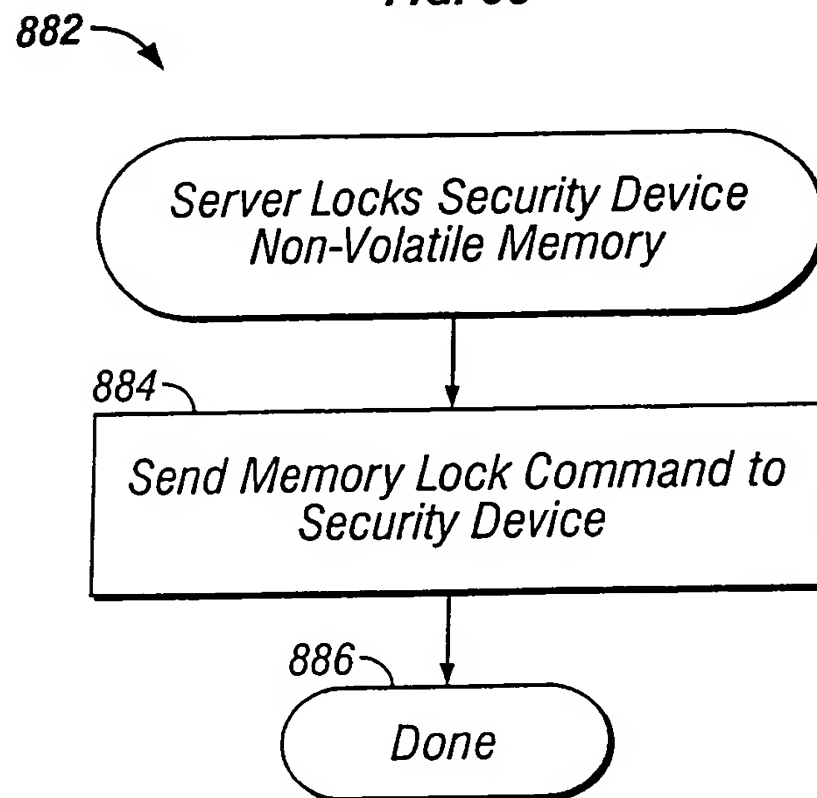 882
Server Locks Security Device
Non-Volatile Memory
884
Send Memory Lock Command to
Security Device
886
Done